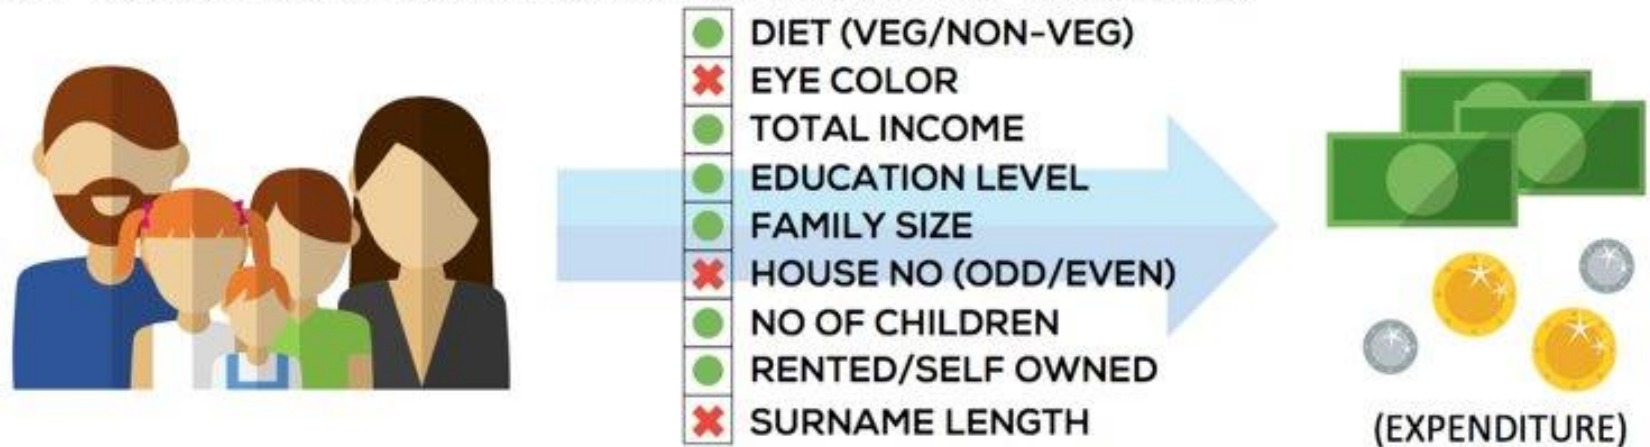 DIET (VEG/NON-VEG)
EYE COLOR
TOTAL INCOME
EDUCATION LEVEL
FAMILY SIZE
HOUSE NO (ODD/EVEN)
NO OF CHILDREN
RENTED/SELF OWNED
SURNAME LENGTH
(EXPENDITURE)